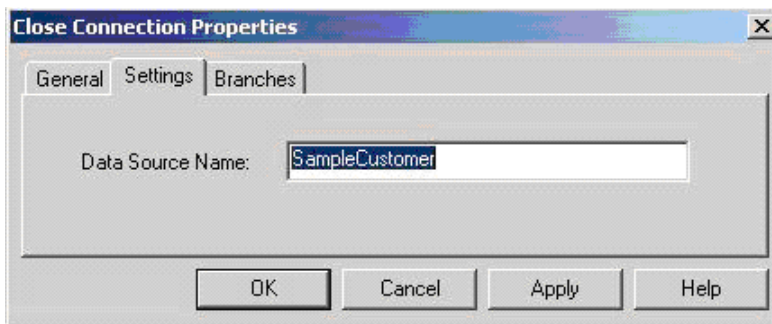 Close Connection Properties
General Settings Branches
Data Source Name: SampleCustomer
OK Cancel Apply Help